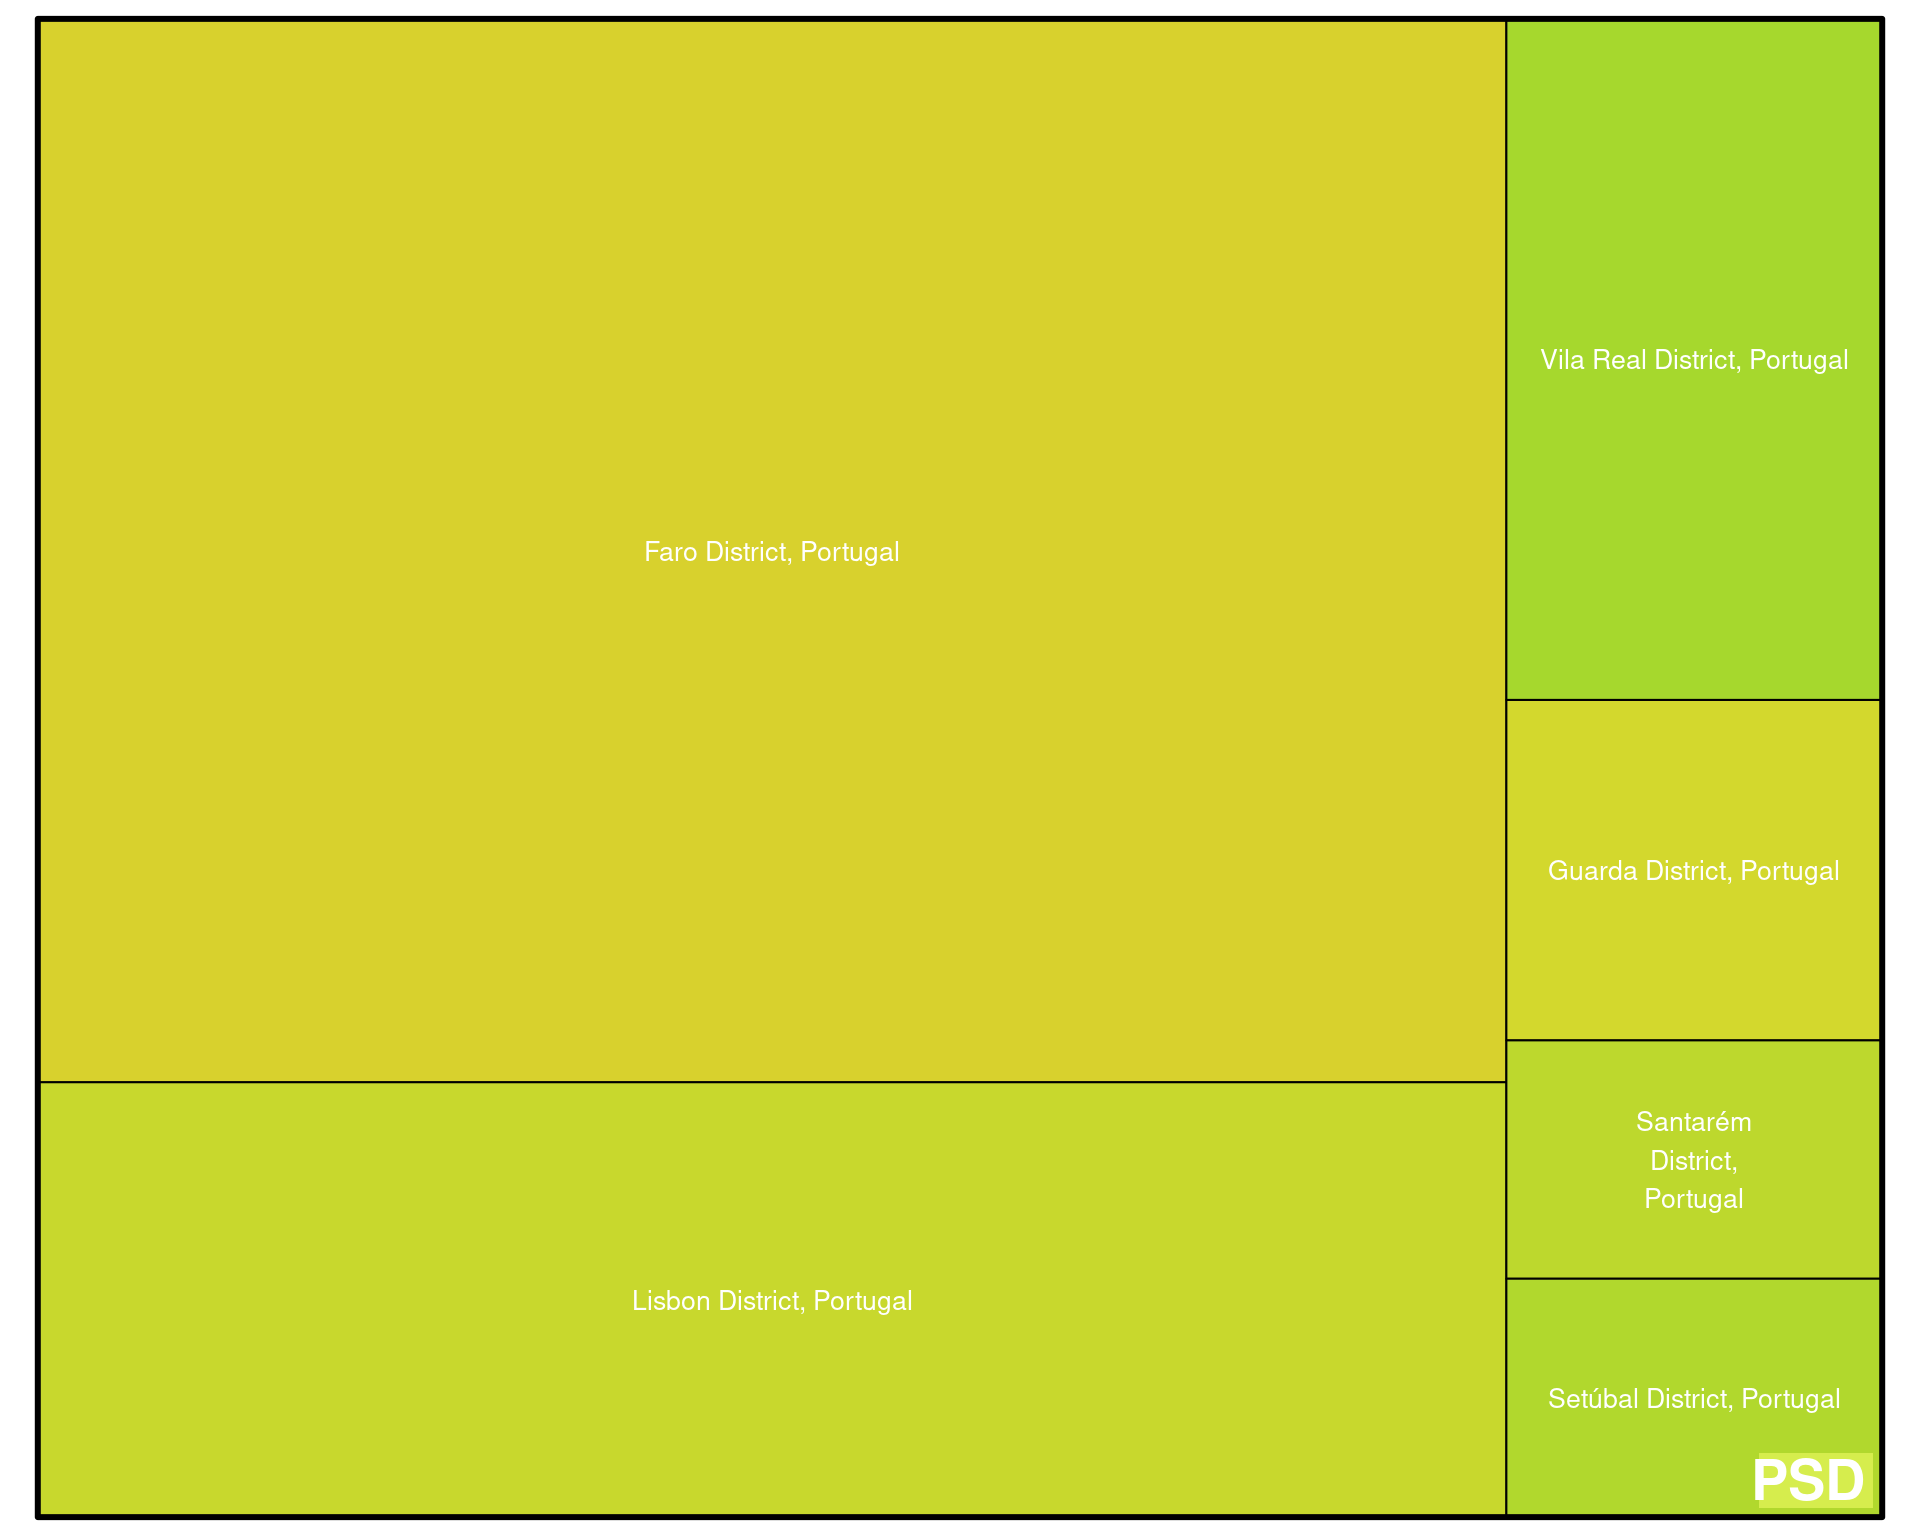 Faro District, Portugal
Lisbon District, Portugal
Vila Real District, Portugal
Guarda District, Portugal
Santarém
District,
Portugal
Setúbal District, Portugal
PSD